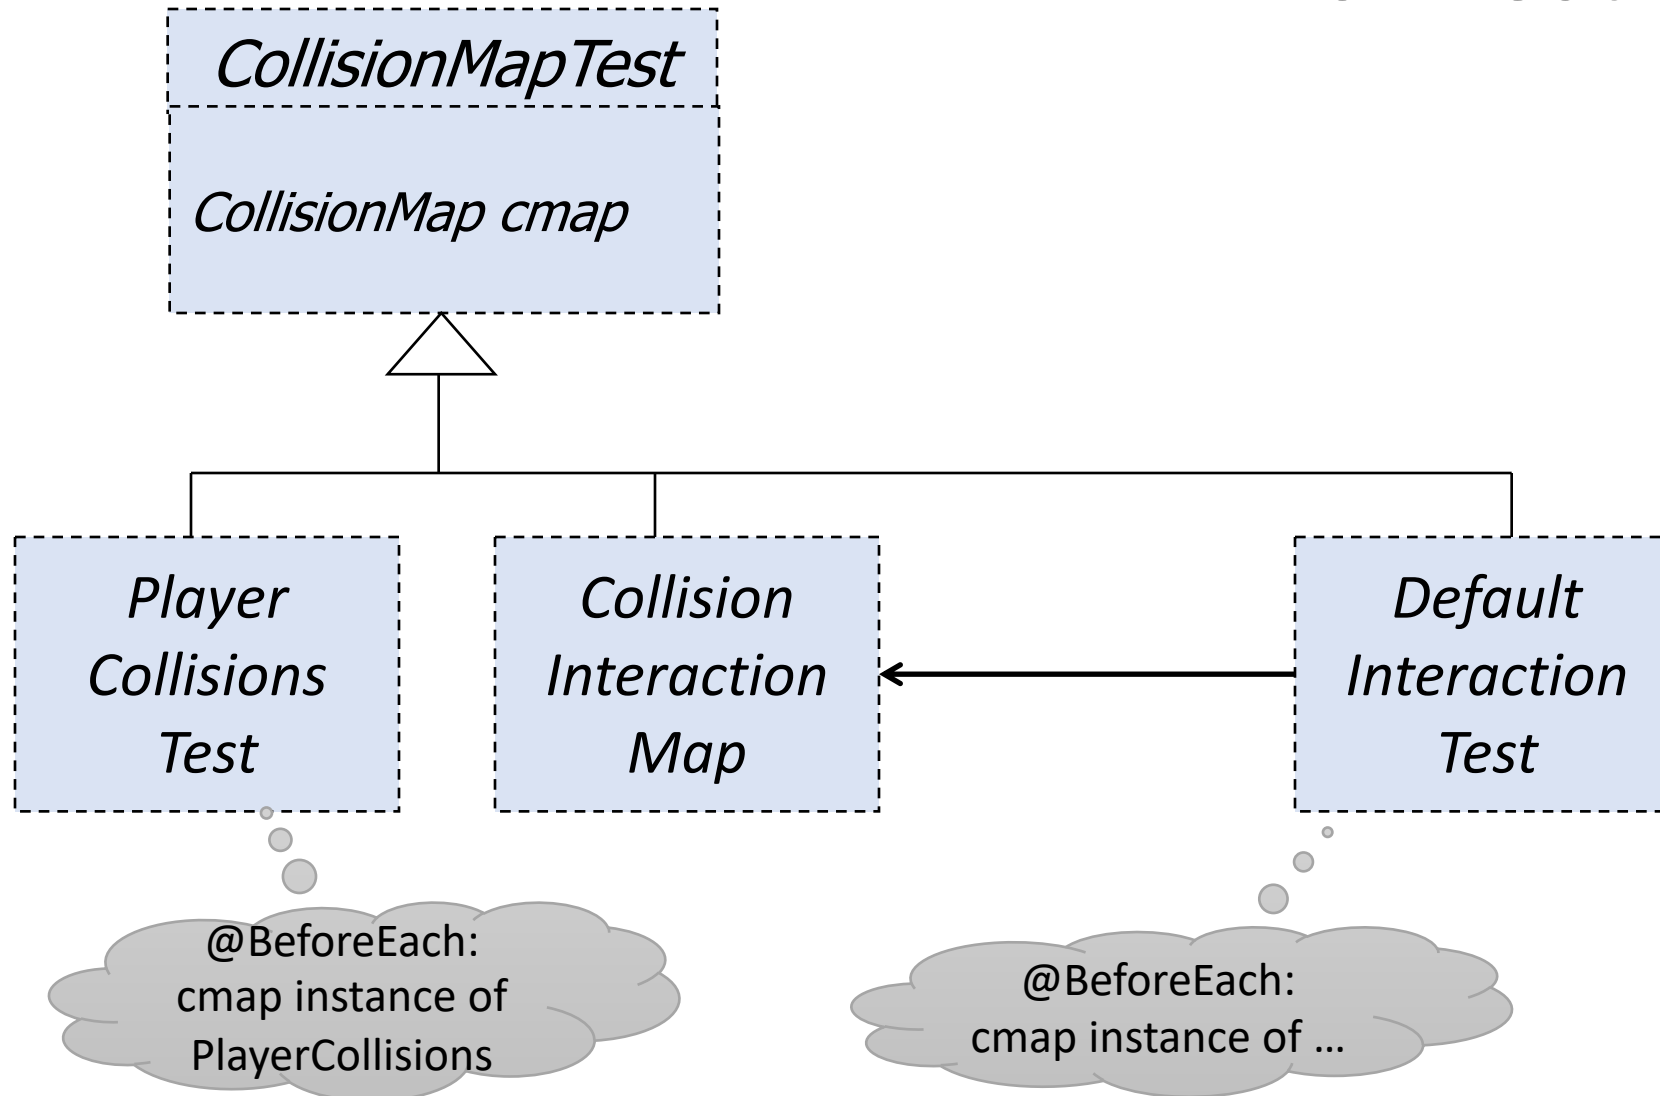 CollisionMapTest
CollisionMap cmap
Player
Collisions
Test
Collision
Interaction
Map
Default
Interaction
Test
@BeforeEach:
cmap instance of
PlayerCollisions
@BeforeEach:
cmap instance of …